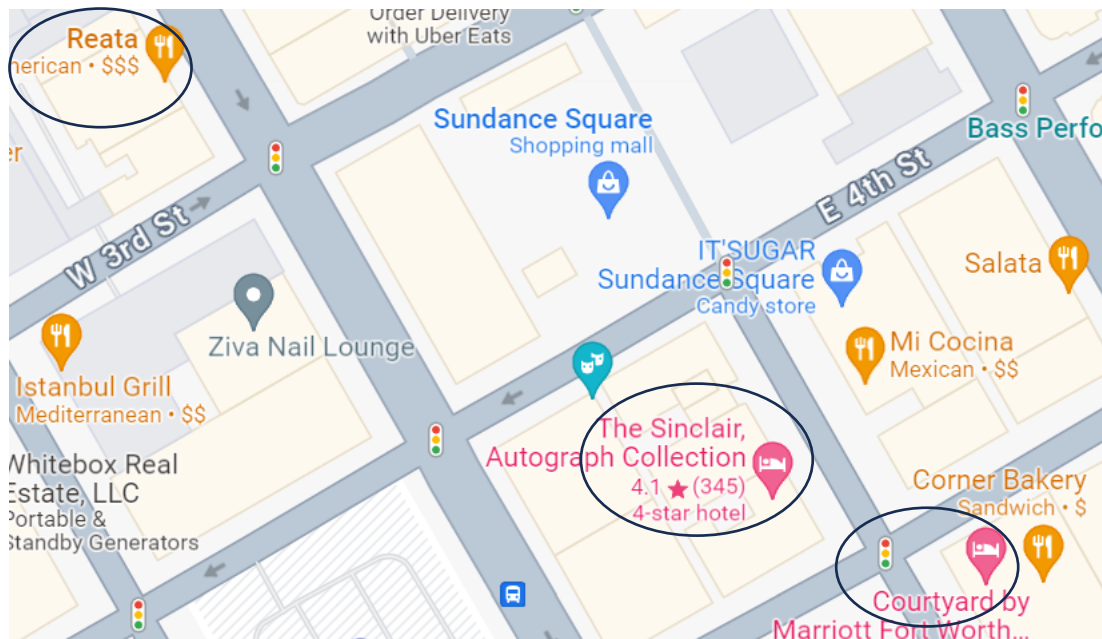 Order Delivery
with Uber Eats
Reata
nerican • $$$
er
Sundance Square
Shopping mall
Bass Perfo
E 4th St
W 3rd St
IT'SUGAR
Sundance Square
Candy store
Salata
Ziva Nail Lounge
Mi Cocina
Mexican • $$
Istanbul Grill
Mediterranean • $$
The Sinclair,
Autograph Collection
4.1 ★ (345)
4-star hotel
Whitebox Real
Estate, LLC
Portable &
Standby Generators
Corner Bakery
Sandwich • $
Courtyard by
Marriott Fort Worth...